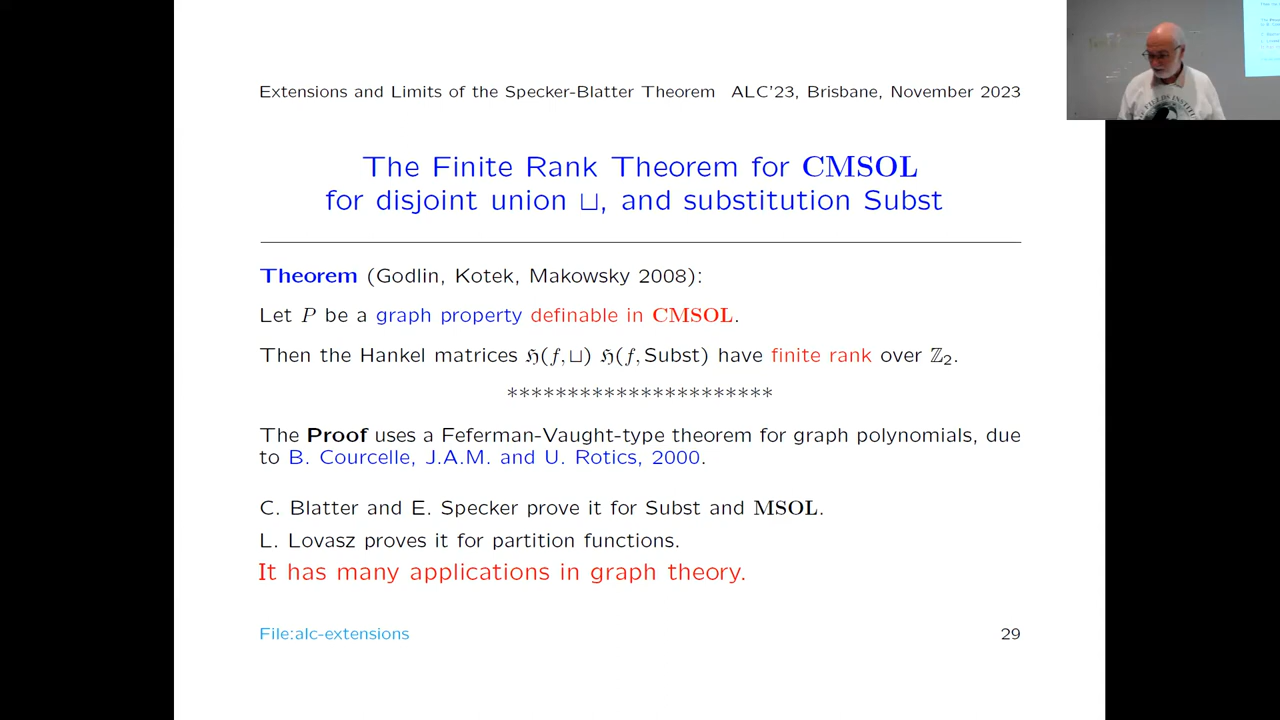 Extensions and Limits of the Specker-Blatter Theorem ALC'23, Brisbane, November 2023
The Finite Rank Theorem for CMSOL
for disjoint union ⊔, and substitution Subst
Theorem (Godlin, Kotek, Makowsky 2008):
Let P be a graph property definable in CMSOL.
Then the Hankel matrices ℌ(f, ⊔) ℌ(f, Subst) have finite rank over ℤ₂.
**********************
The Proof uses a Feferman-Vaught-type theorem for graph polynomials, due
to B. Courcelle, J.A.M. and U. Rotics, 2000.
C. Blatter and E. Specker prove it for Subst and MSOL.
L. Lovasz proves it for partition functions.
It has many applications in graph theory.
File:alc-extensions 29